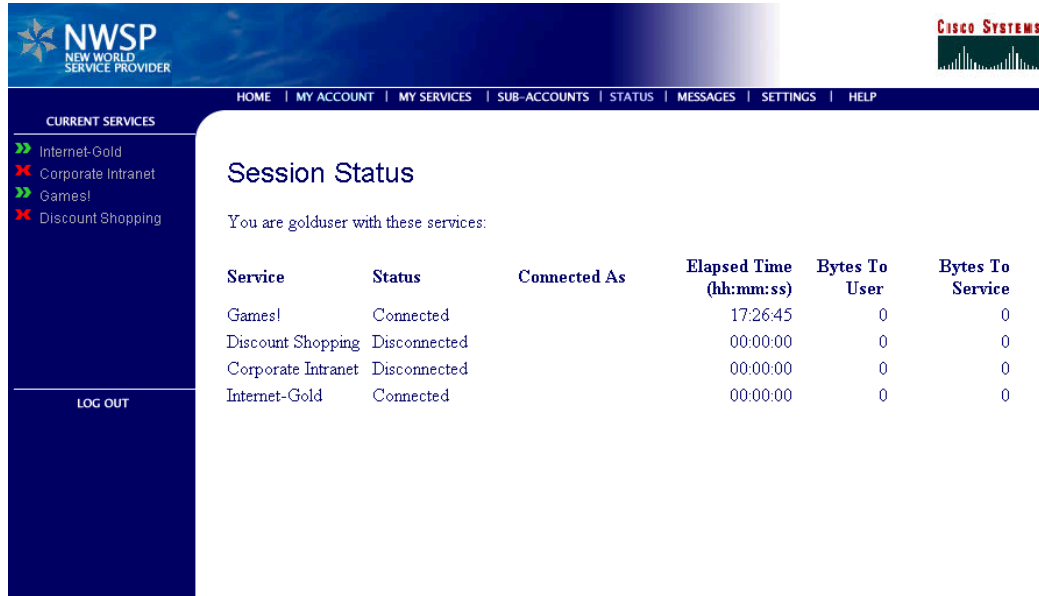 NWSP
NEW WORLD
SERVICE PROVIDER
CISCO SYSTEMS
HOME | MY ACCOUNT | MY SERVICES | SUB-ACCOUNTS | STATUS | MESSAGES | SETTINGS | HELP
CURRENT SERVICES
Internet-Gold
Corporate Intranet
Games!
Discount Shopping
LOG OUT
Session Status
You are golduser with these services:
Service Status Connected As Elapsed Time (hh:mm:ss) Bytes To User Bytes To Service
Games! Connected 17:26:45 0 0
Discount Shopping Disconnected 00:00:00 0 0
Corporate Intranet Disconnected 00:00:00 0 0
Internet-Gold Connected 00:00:00 0 0